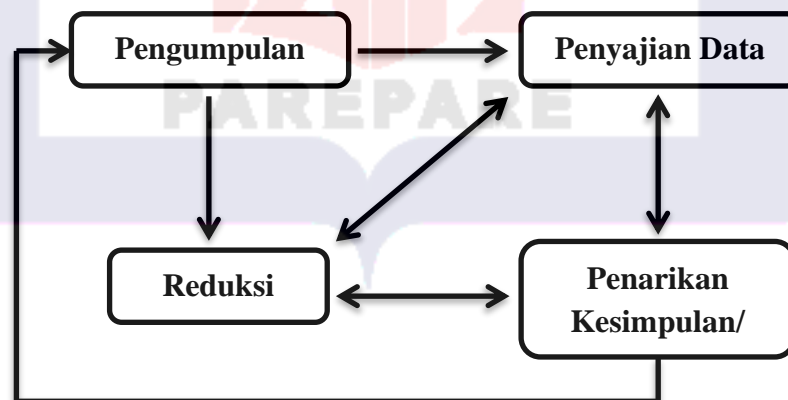 Pengumpulan
Penyajian Data
PAREPARE
Reduksi
Penarikan
Kesimpulan/